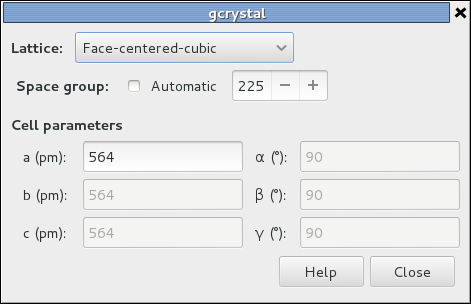 gcrystal
Lattice: Face-centered-cubic
Space group: Automatic 225 − +
Cell parameters
a (pm): 564 α (°): 90
b (pm): 564 β (°): 90
c (pm): 564 γ (°): 90
Help Close